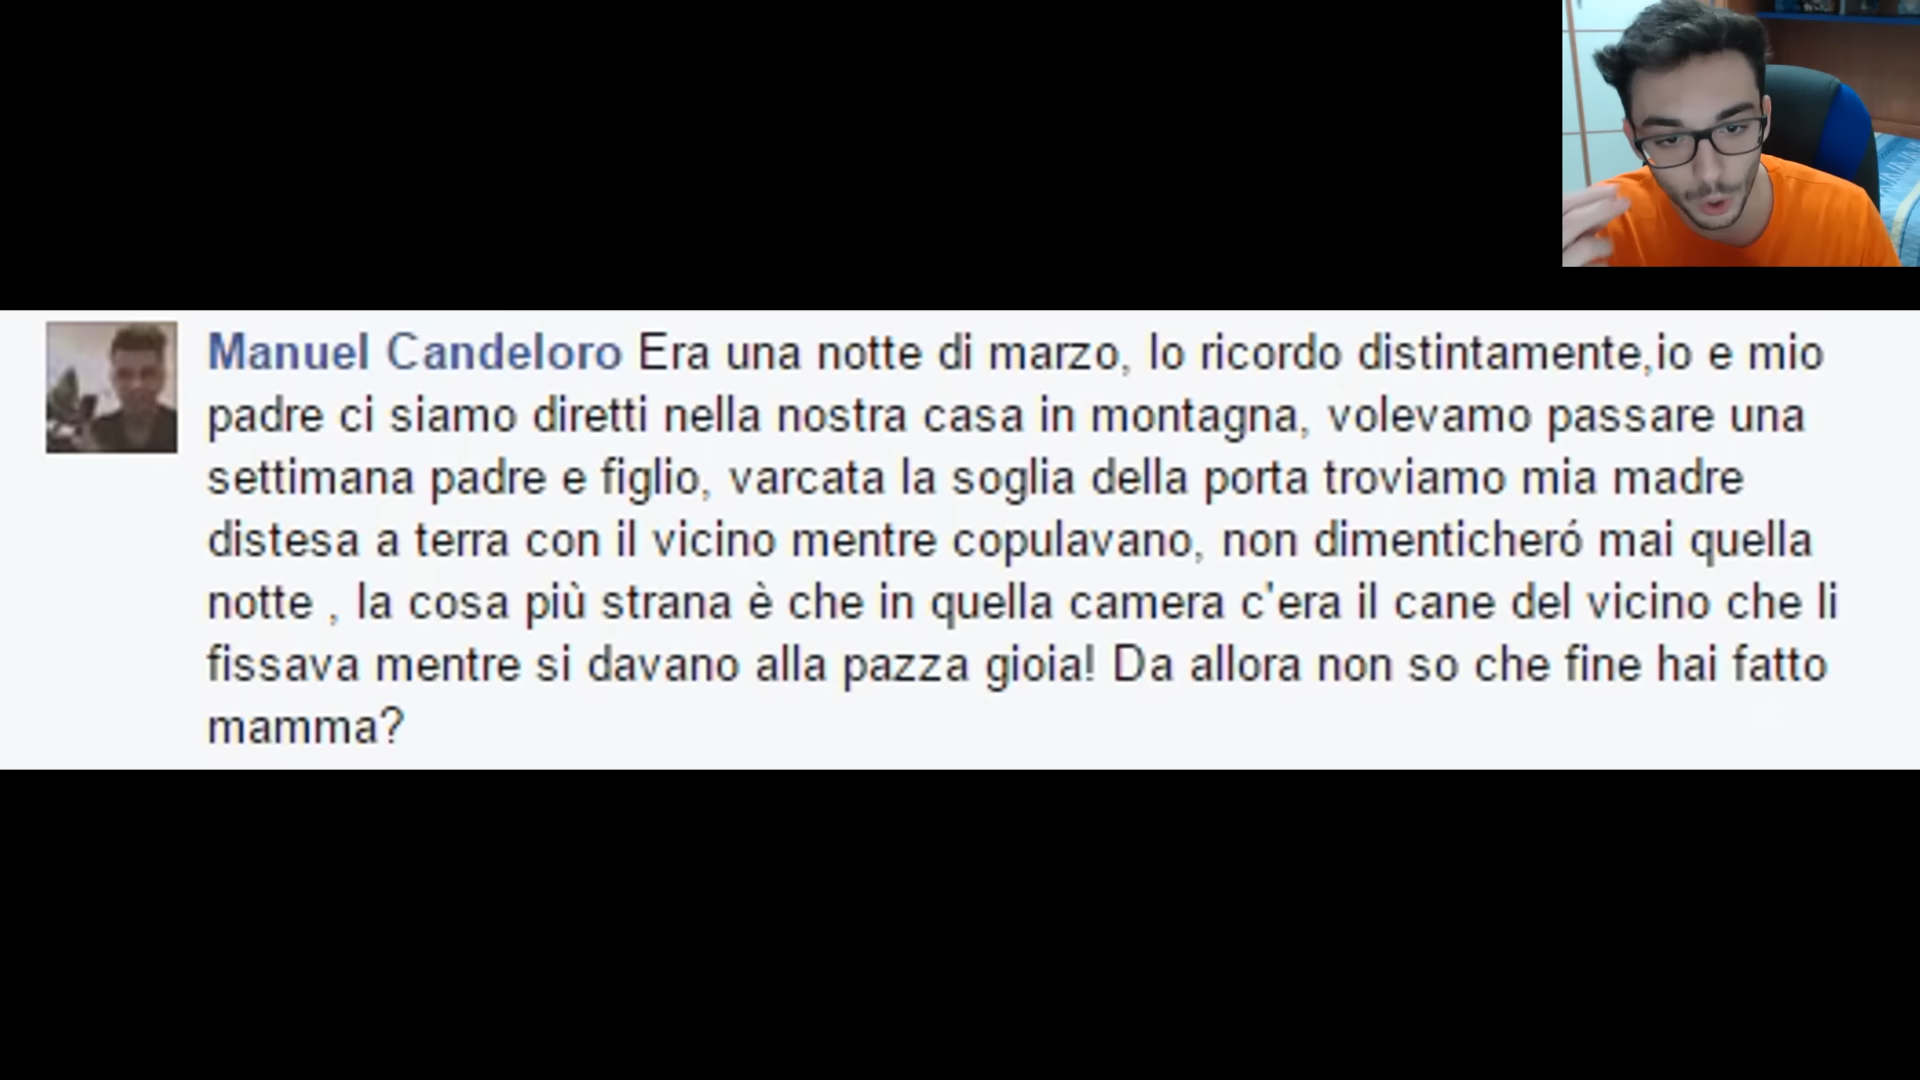 Manuel Candeloro Era una notte di marzo, lo ricordo distintamente,io e mio
padre ci siamo diretti nella nostra casa in montagna, volevamo passare una
settimana padre e figlio, varcata la soglia della porta troviamo mia madre
distesa a terra con il vicino mentre copulavano, non dimenticheró mai quella
notte , la cosa più strana è che in quella camera c'era il cane del vicino che li
fissava mentre si davano alla pazza gioia! Da allora non so che fine hai fatto
mamma?